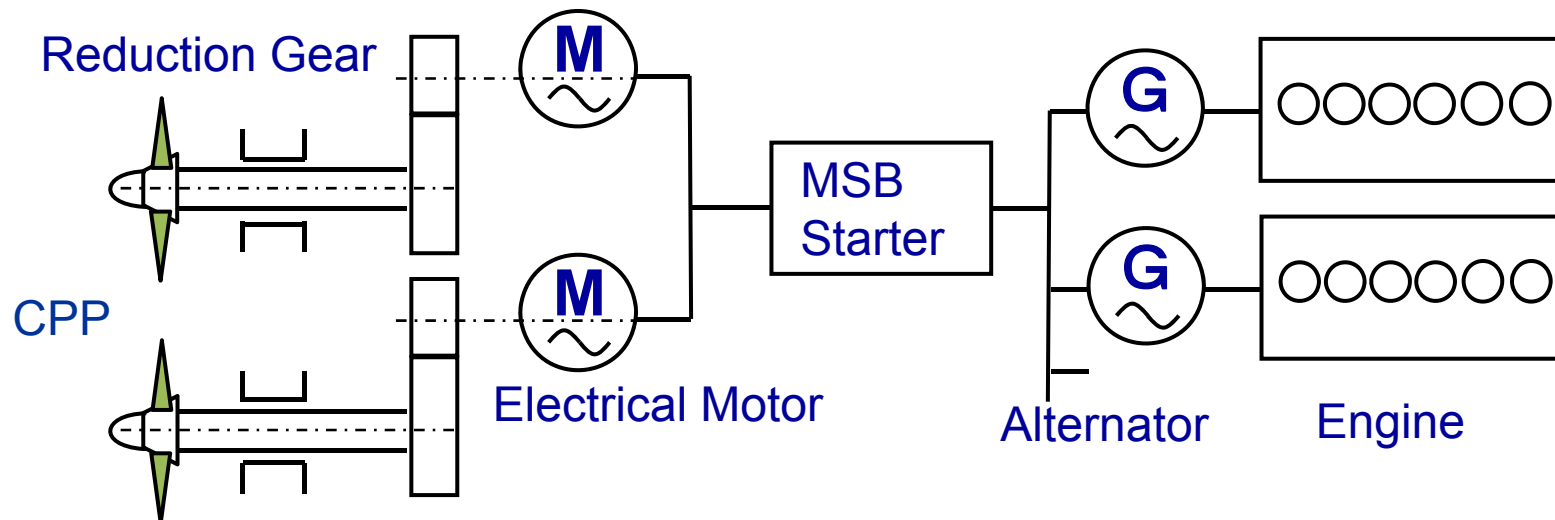 Reduction Gear
M
G
MSB
Starter
M
G
CPP
Electrical Motor
Alternator
Engine